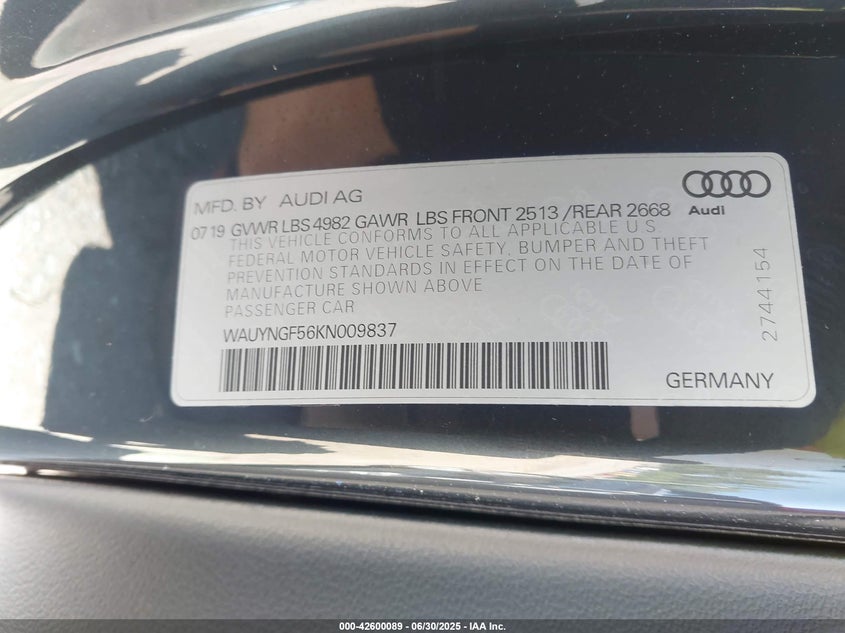 MFD. BY AUDI AG
Audi
07 19 GVWR LBS 4982 GAWR LBS FRONT 2513 /REAR 2668
THIS VEHICLE CONFORMS TO ALL APPLICABLE U.S.
FEDERAL MOTOR VEHICLE SAFETY, BUMPER AND THEFT
PREVENTION STANDARDS IN EFFECT ON THE DATE OF
MANUFACTURE SHOWN ABOVE
PASSENGER CAR
WAUYNGF56KN009837
GERMANY
2744154
000-42600089 - 06/30/2025 - IAA Inc.